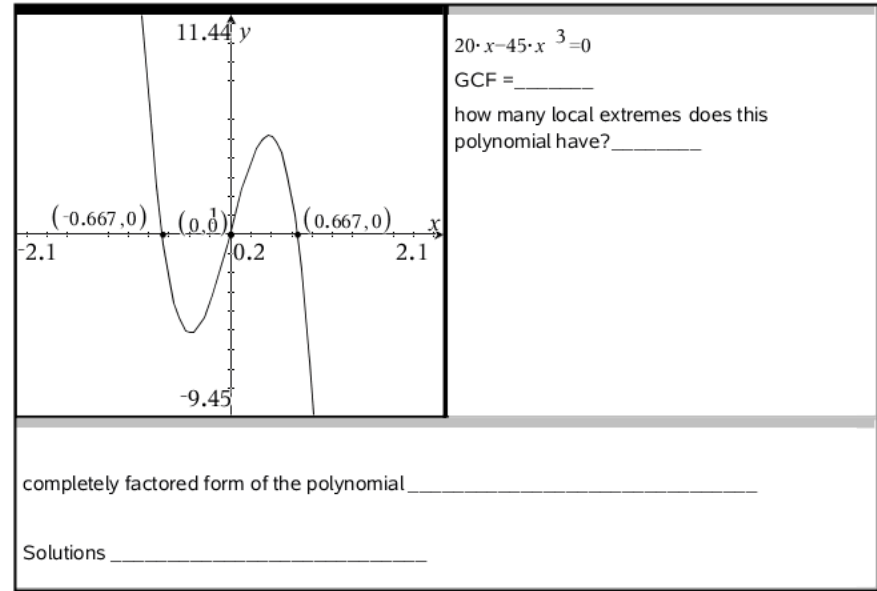 11.44 y
(-0.667,0) (0,0) 1 (0.667,0) x
-2.1 0.2 2.1
-9.45
20·x-45·x 3=0
GCF =_______
how many local extremes does this
polynomial have?________
completely factored form of the polynomial_______________________________
Solutions ____________________________